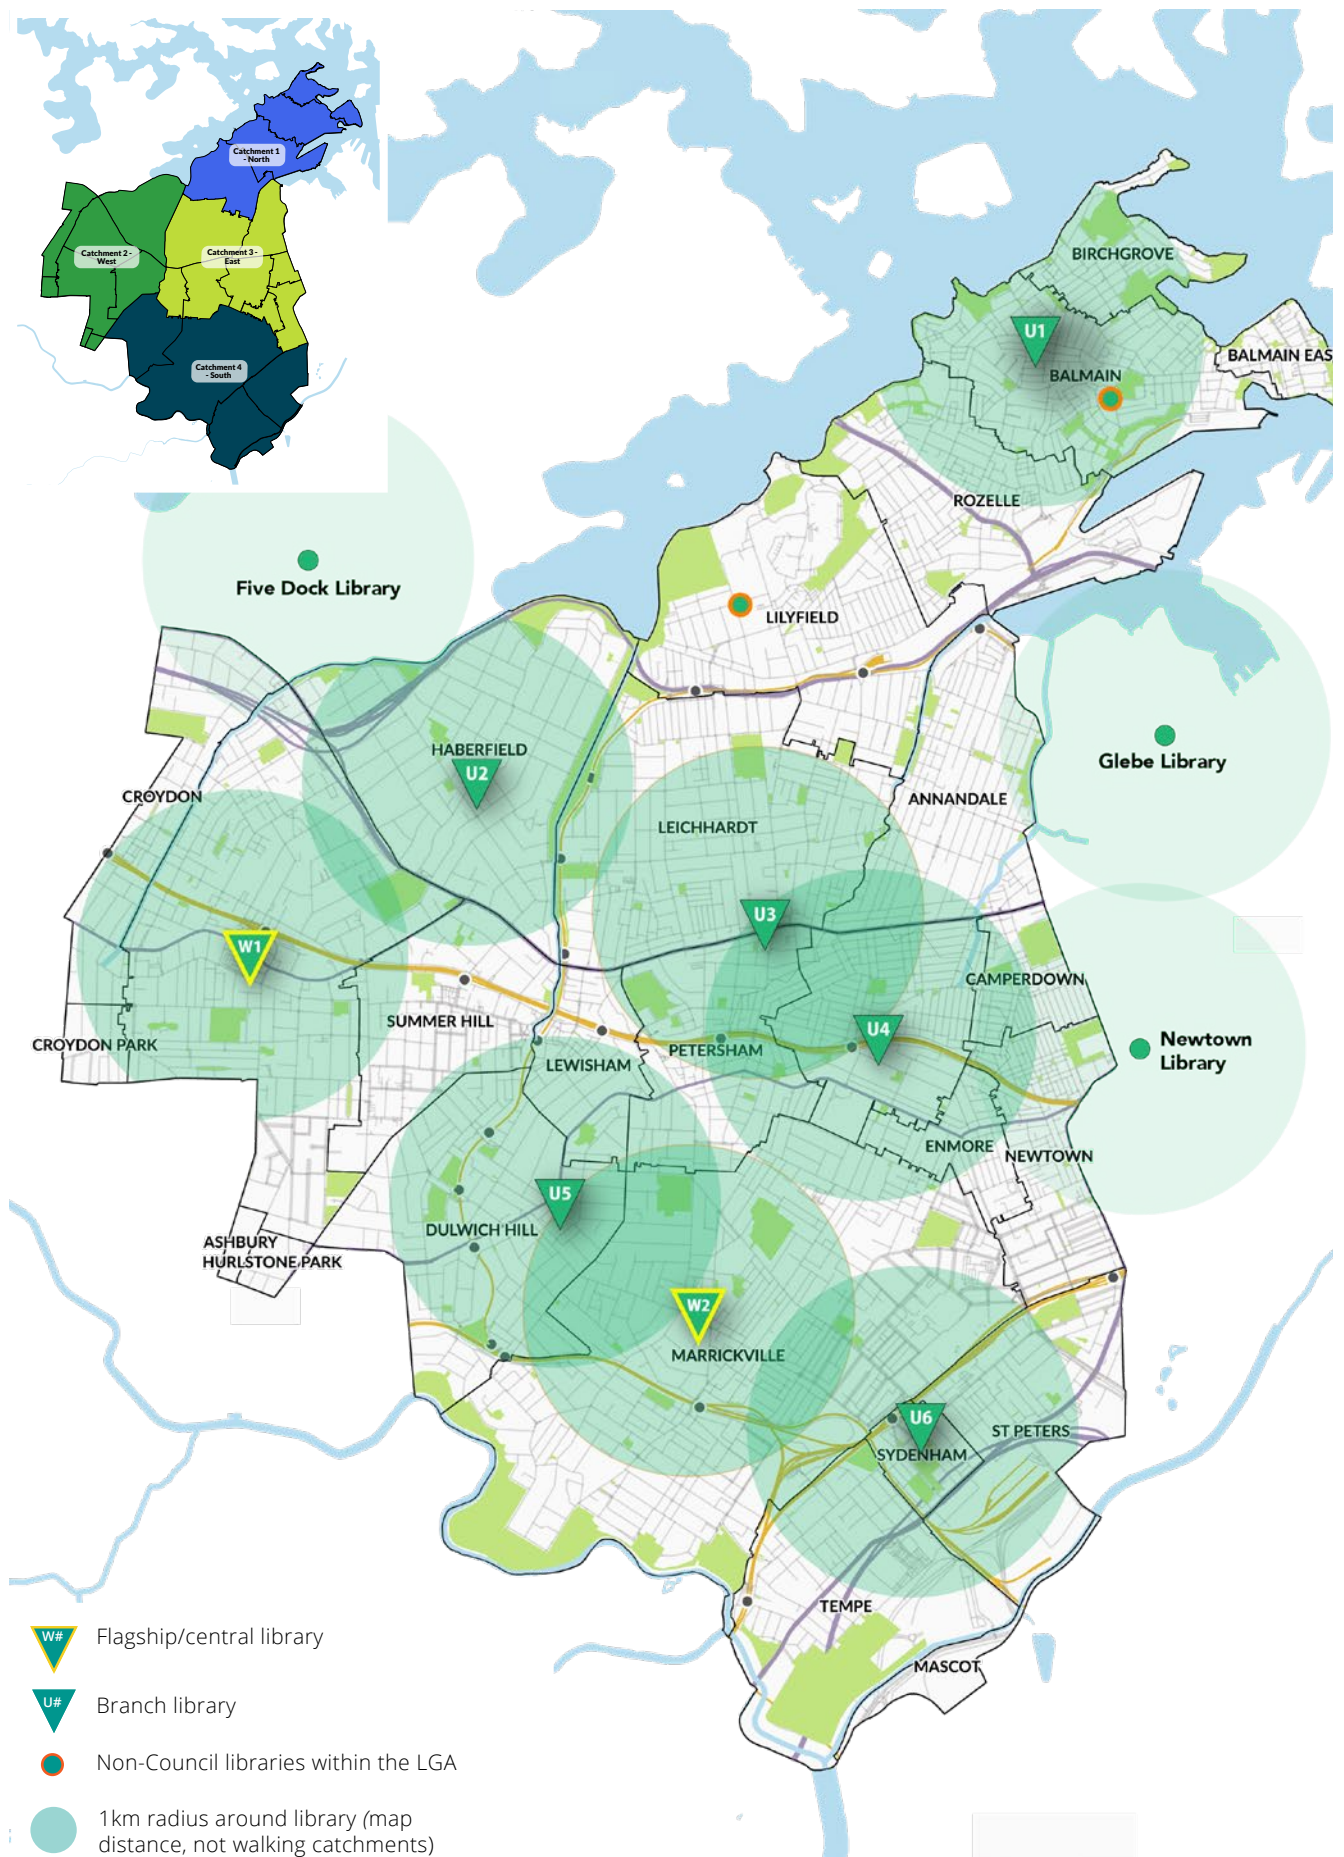 Catchment 1
- North
Catchment 2 -
West
Catchment 3 -
East
Catchment 4
- South
BIRCHGROVE
U1
BALMAIN EAS
BALMAIN
ROZELLE
Five Dock Library
LILYFIELD
HABERFIELD
U2
Glebe Library
CROYDON
ANNANDALE
LEICHHARDT
U3
W1
CAMPERDOWN
SUMMER HILL
U4
CROYDON PARK
PETERSHAM
Newtown
Library
LEWISHAM
ENMORE
NEWTOWN
U5
DULWICH HILL
ASHBURY
HURLSTONE PARK
W2
MARRICKVILLE
U6
ST PETERS
SYDENHAM
TEMPE
MASCOT
W#
Flagship/central library
U#
Branch library
Non-Council libraries within the LGA
1km radius around library (map
distance, not walking catchments)